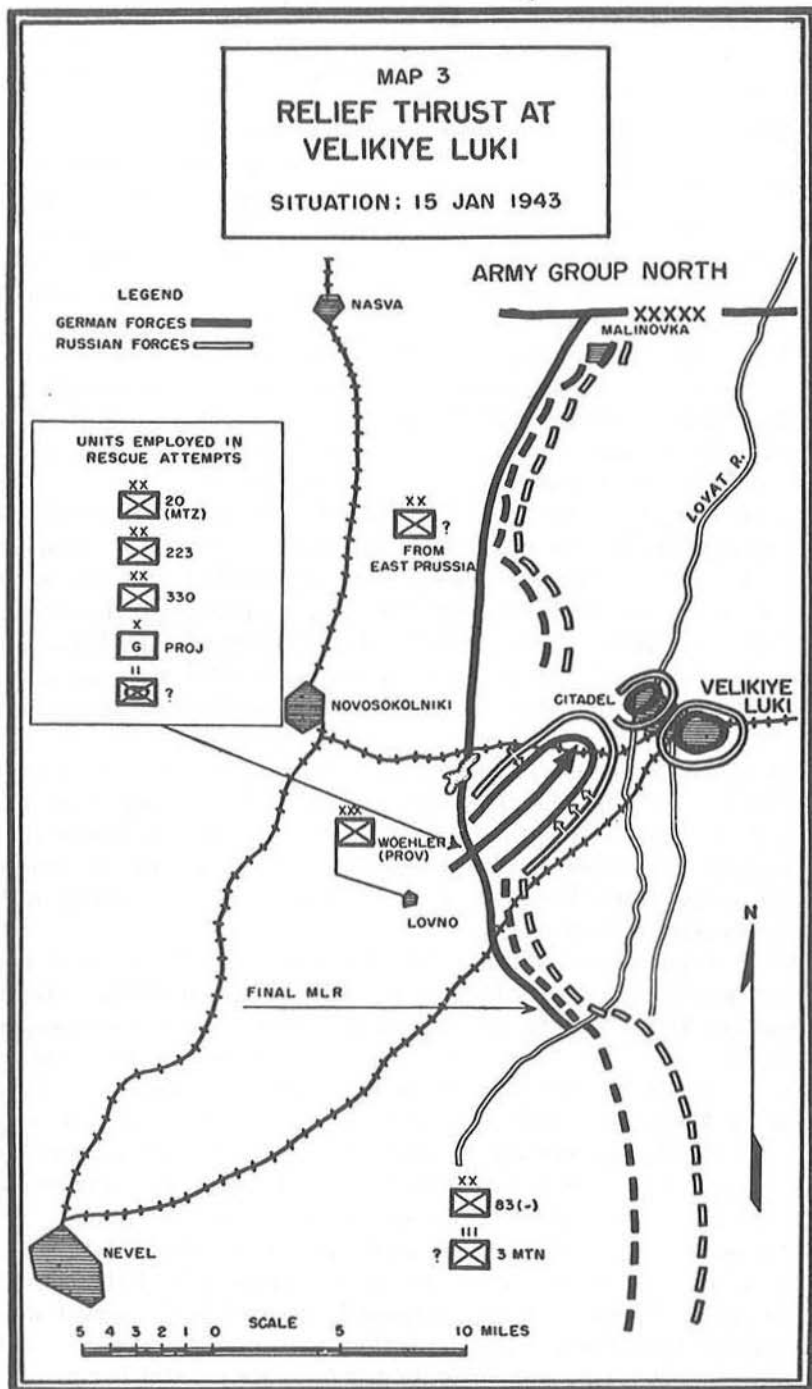 MAP 3
RELIEF THRUST AT
VELIKIYE LUKI
SITUATION: 15 JAN 1943
LEGEND
GERMAN FORCES
RUSSIAN FORCES
NASVA
ARMY GROUP NORTH
XXXXX
MALINOVKA
UNITS EMPLOYED IN
RESCUE ATTEMPTS
XX
20
(MTZ)
XX
223
XX
330
X
G PROJ
II
?
XX
?
FROM
EAST PRUSSIA
LOVAT R.
NOVOSOKOLNIKI
CITADEL
VELIKIYE
LUKI
XXX
WOEHLER
(PROV)
LOVNO
N
FINAL MLR
XX
83(-)
III
? 3 MTN
NEVEL
SCALE
5 4 3 2 1 0 5 10 MILES